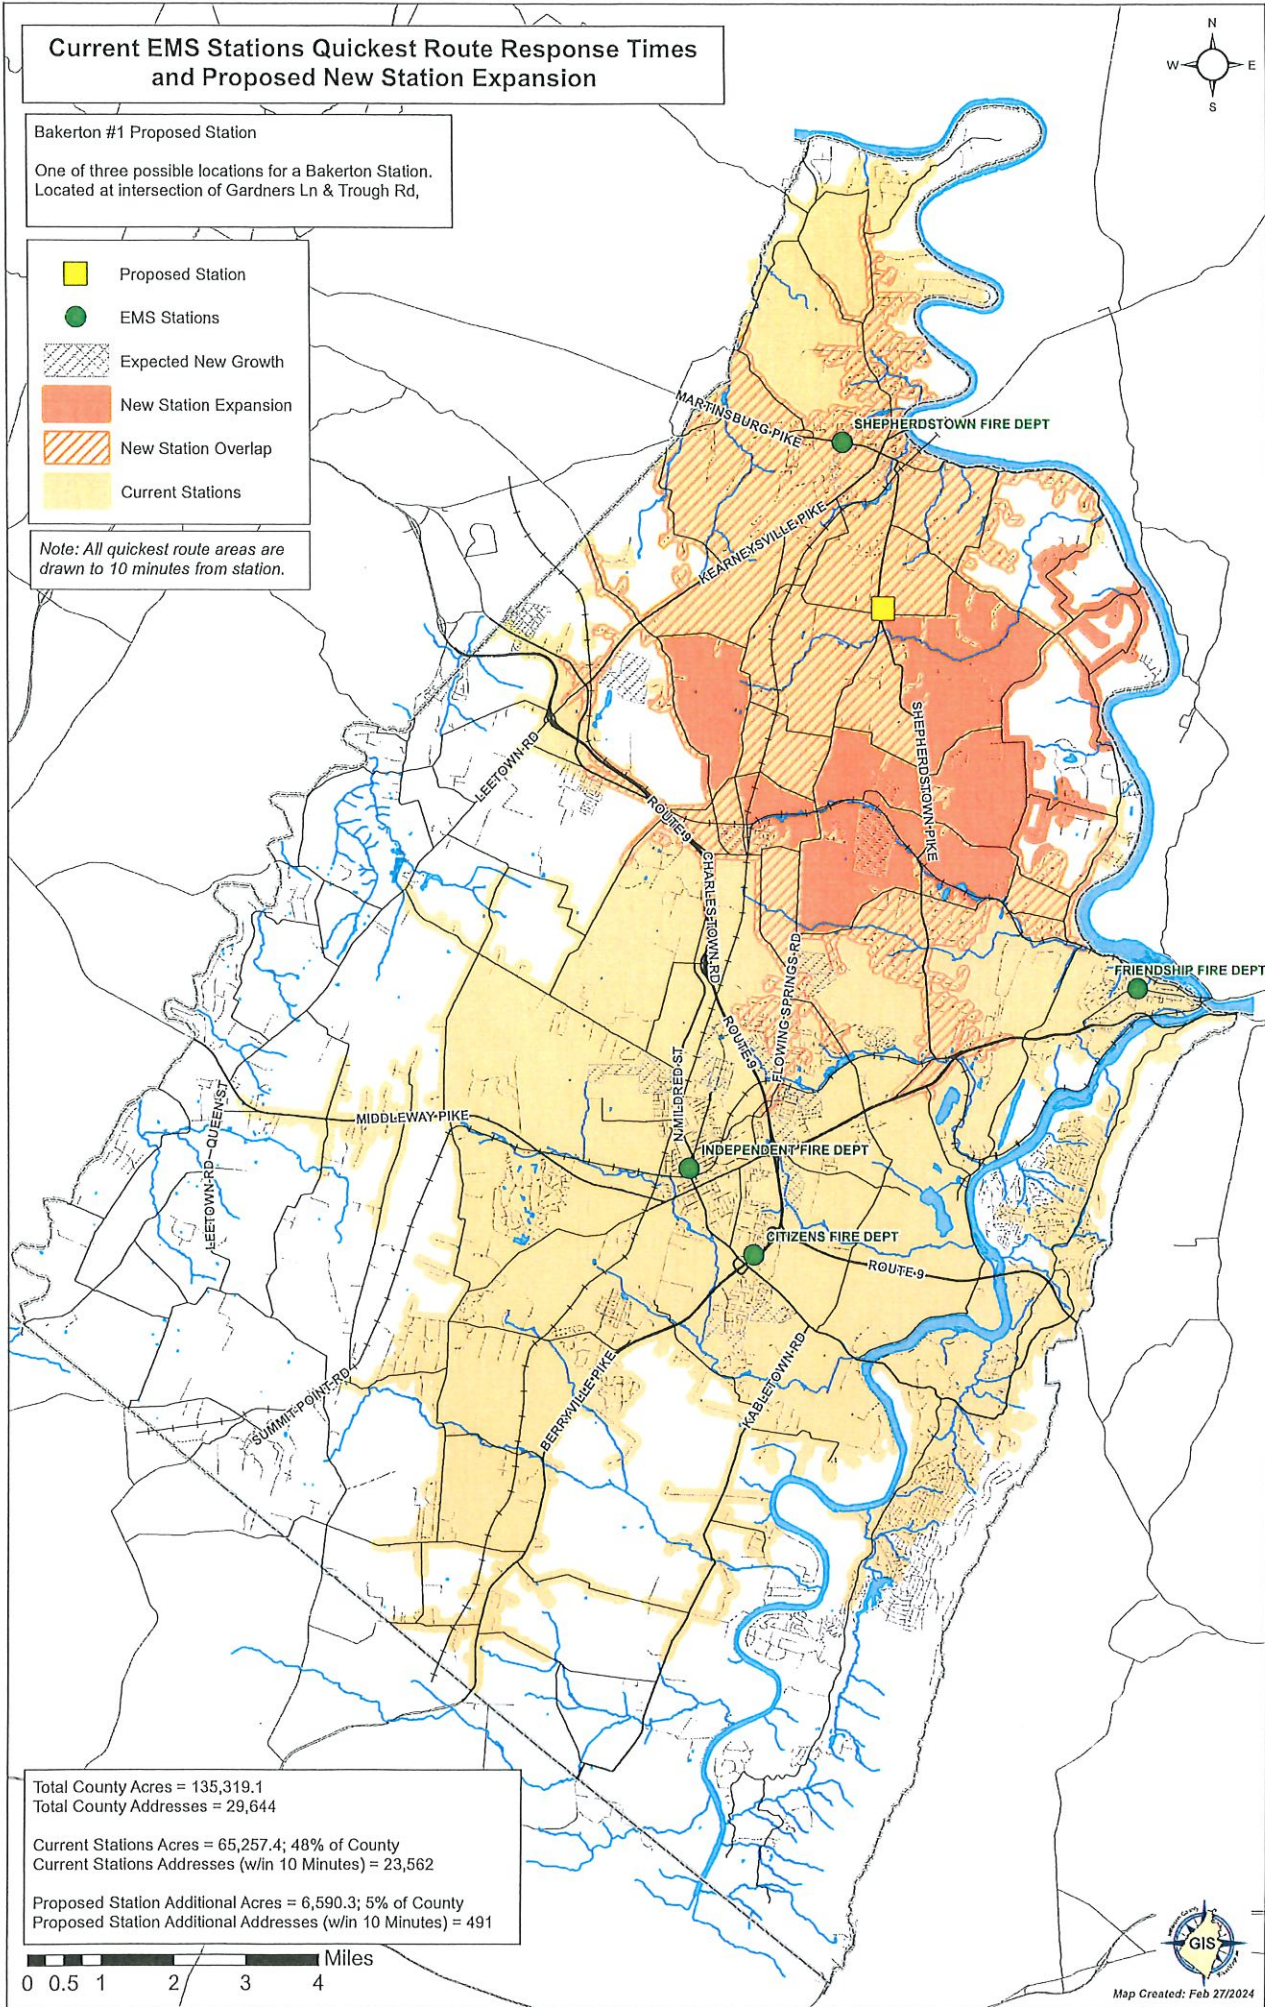 Current EMS Stations Quickest Route Response Times
and Proposed New Station Expansion
N
W
E
S
Bakerton #1 Proposed Station
One of three possible locations for a Bakerton Station.
Located at intersection of Gardners Ln & Trough Rd,
Proposed Station
EMS Stations
Expected New Growth
New Station Expansion
New Station Overlap
Current Stations
Note: All quickest route areas are
drawn to 10 minutes from station.
MARTINSBURG PIKE
SHEPHERDSTOWN FIRE DEPT
KEARNEYSVILLE PIKE
SHEPHERDSTOWN PIKE
LEETOWN RD
ROUTE 9
CHARLES TOWN RD
FLOWING SPRINGS RD
FRIENDSHIP FIRE DEPT
ROUTE 9
N MILDRED ST
LEETOWN RD-QUEEN ST
MIDDLEWAY PIKE
INDEPENDENT FIRE DEPT
CITIZENS FIRE DEPT
ROUTE 9
SUMMIT POINT RD
BERRYVILLE PIKE
KABLETOWN RD
Total County Acres = 135,319.1
Total County Addresses = 29,644
Current Stations Acres = 65,257.4; 48% of County
Current Stations Addresses (w/in 10 Minutes) = 23,562
Proposed Station Additional Acres = 6,590.3; 5% of County
Proposed Station Additional Addresses (w/in 10 Minutes) = 491
Miles
0 0.5 1 2 3 4
GIS
Map Created: Feb 27/2024